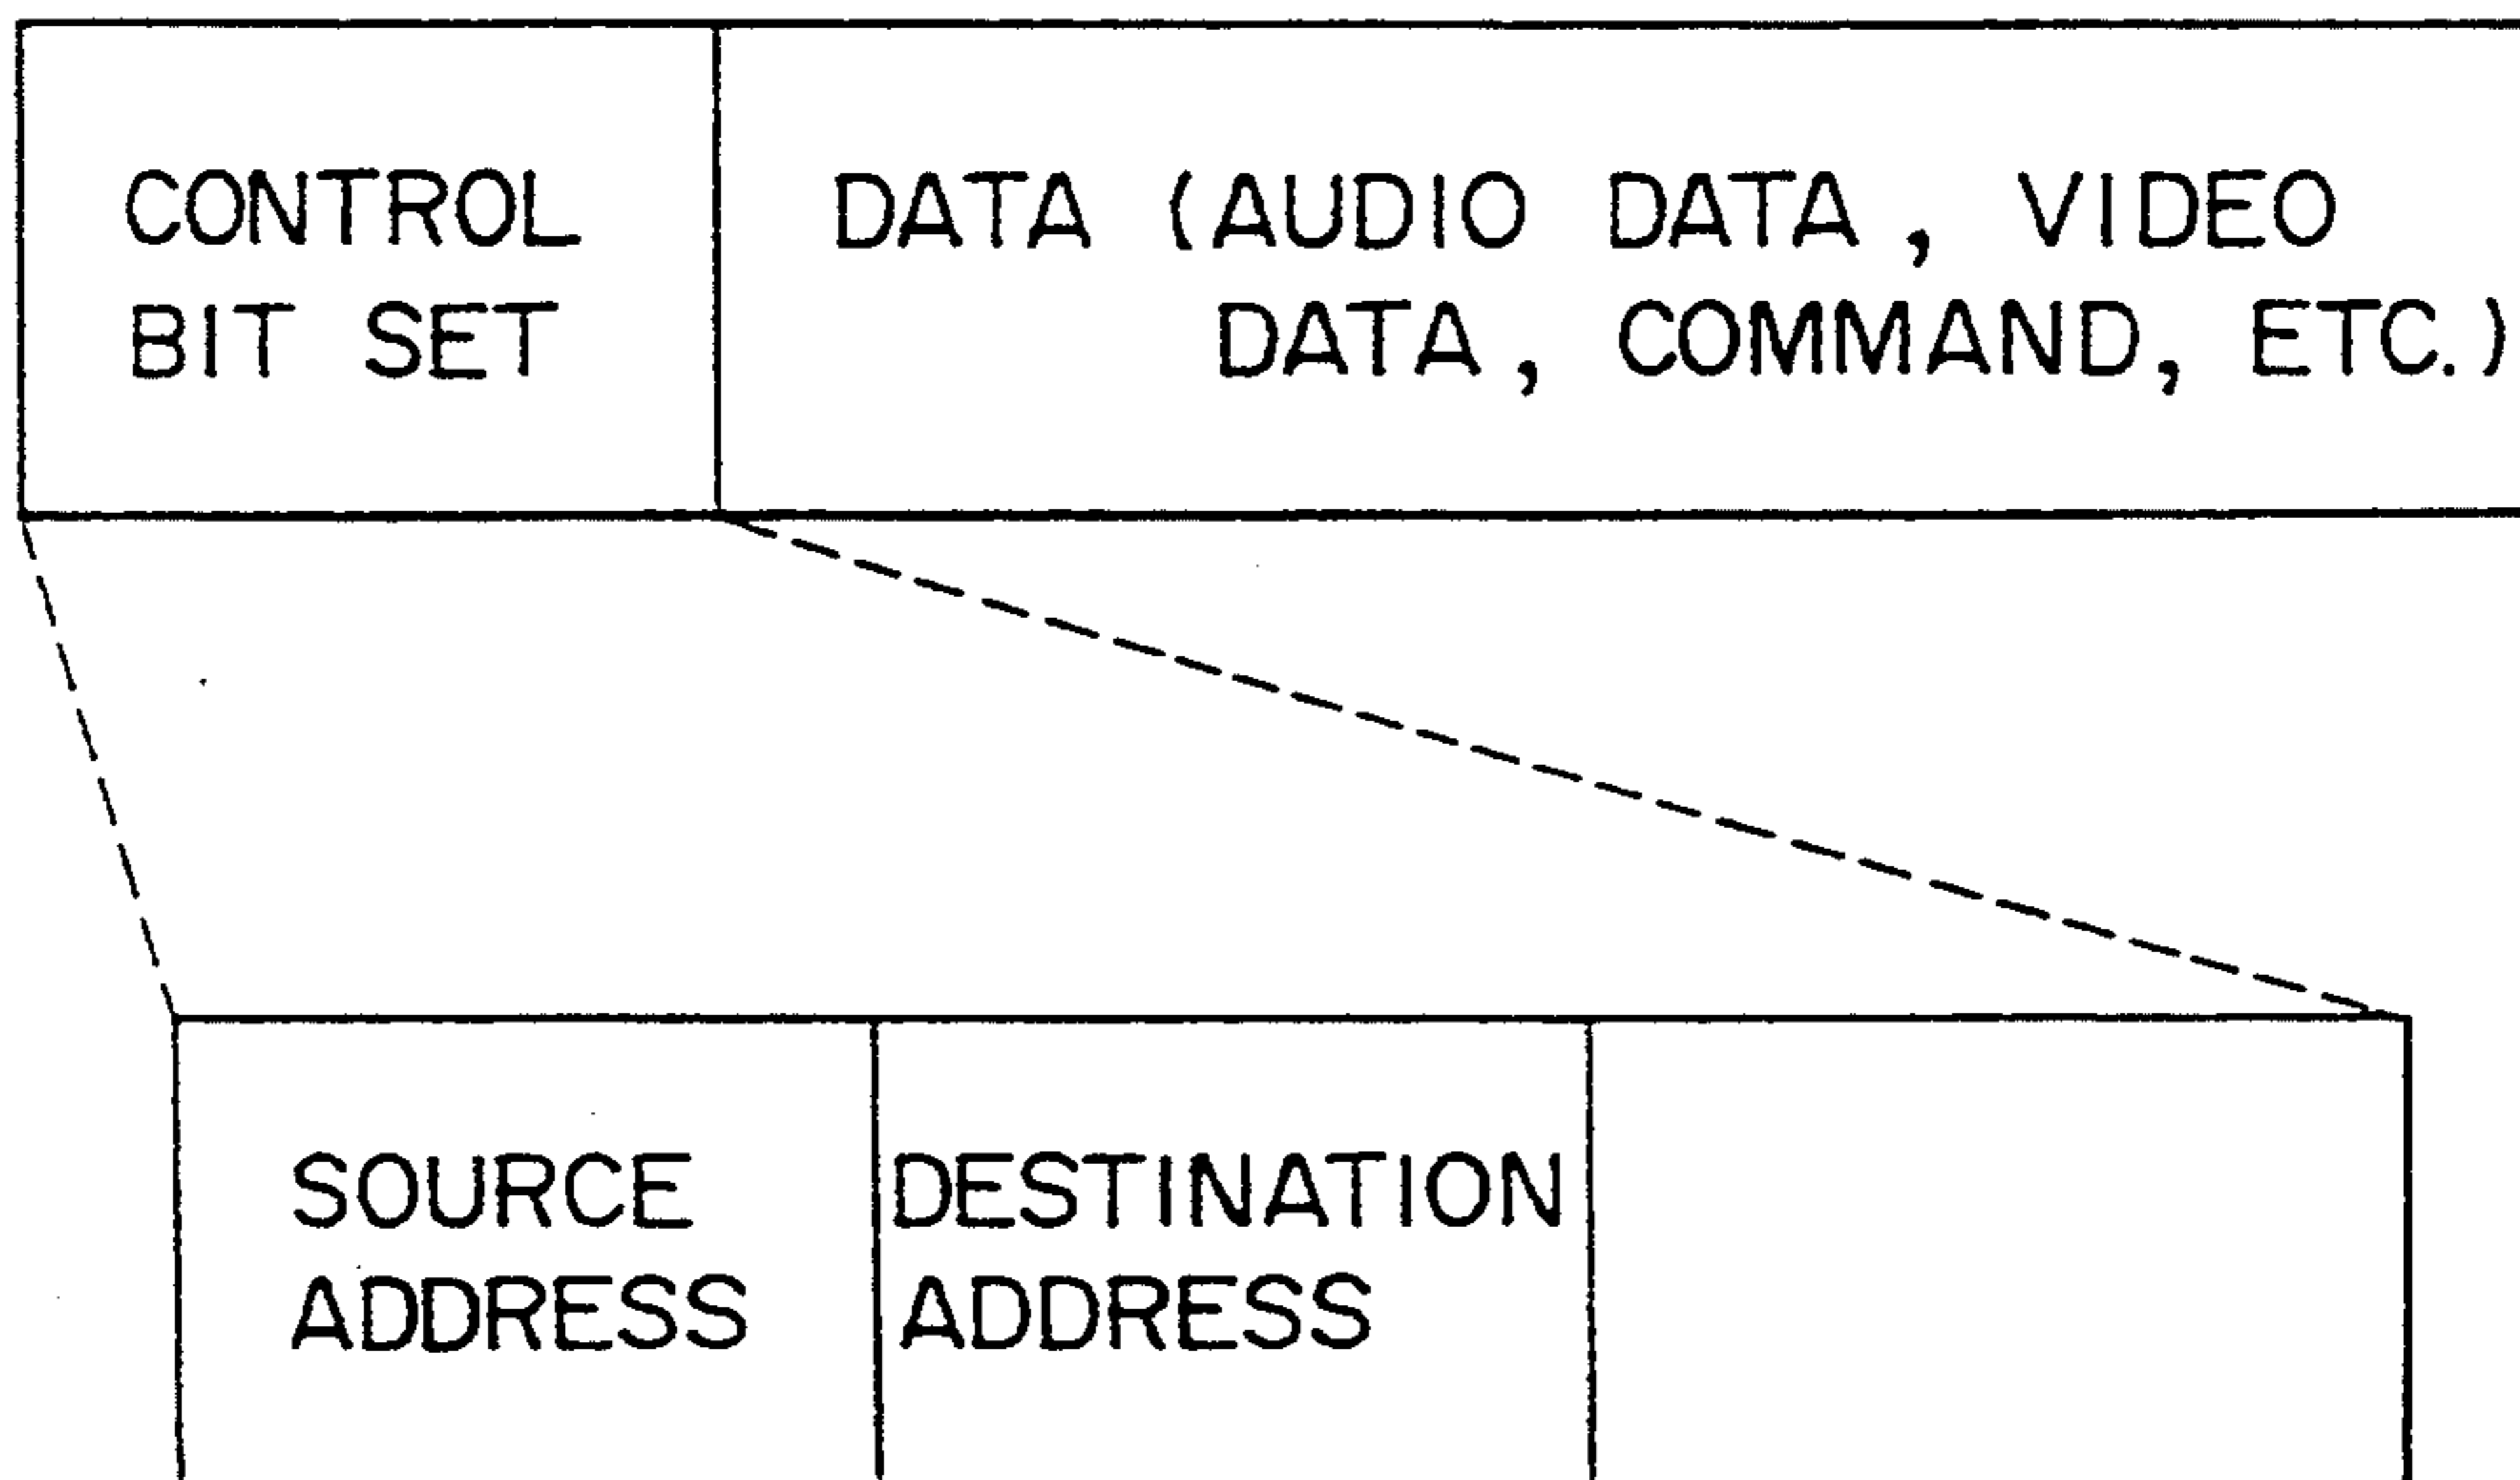 CONTROL
BIT SET
DATA (AUDIO DATA, VIDEO
DATA, COMMAND, ETC.)
SOURCE
ADDRESS
DESTINATION
ADDRESS